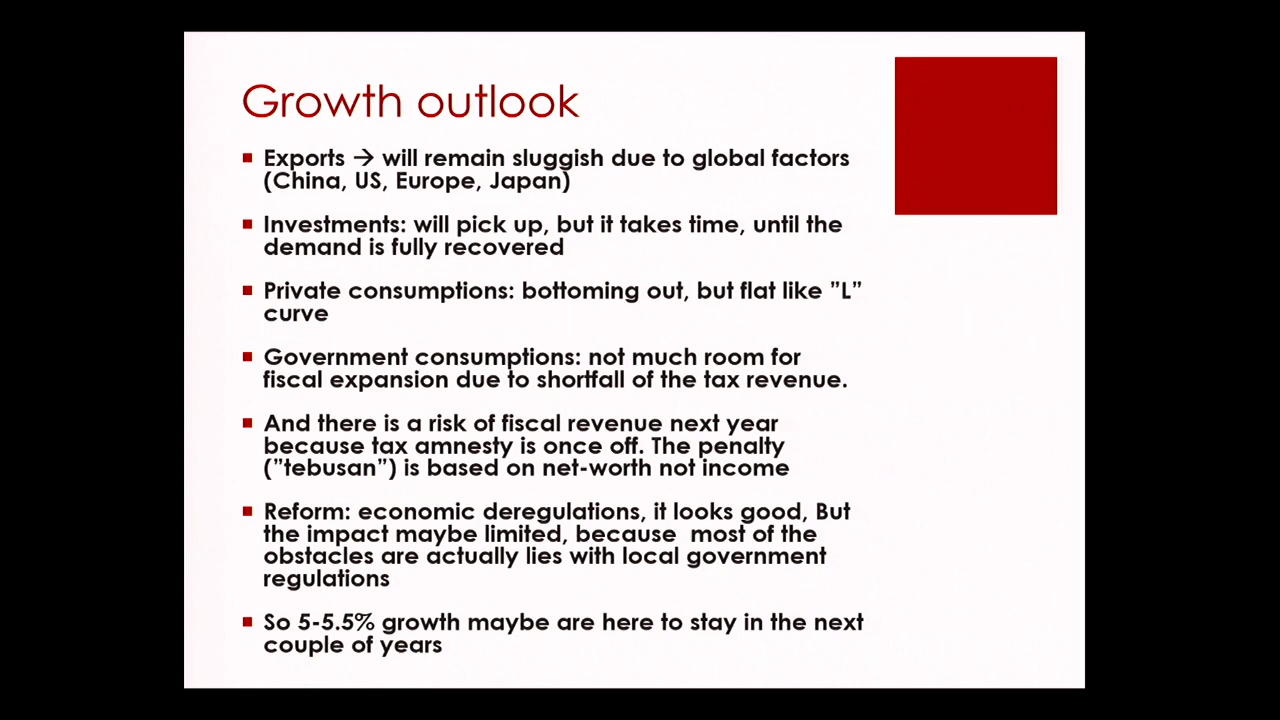 Growth outlook
Exports → will remain sluggish due to global factors
(China, US, Europe, Japan)
Investments: will pick up, but it takes time, until the
demand is fully recovered
Private consumptions: bottoming out, but flat like ”L”
curve
Government consumptions: not much room for
fiscal expansion due to shortfall of the tax revenue.
And there is a risk of fiscal revenue next year
because tax amnesty is once off. The penalty
(”tebusan”) is based on net-worth not income
Reform: economic deregulations, it looks good, But
the impact maybe limited, because  most of the
obstacles are actually lies with local government
regulations
So 5-5.5% growth maybe are here to stay in the next
couple of years